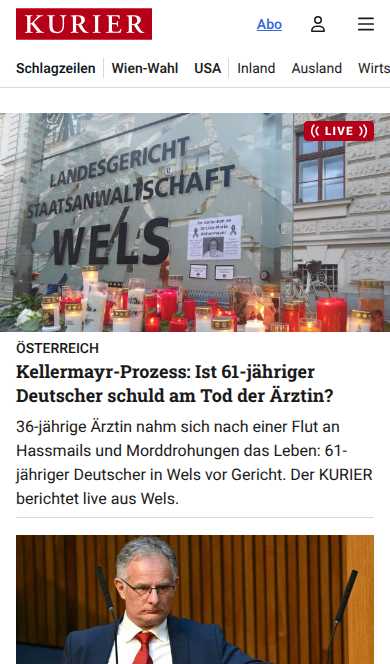 KURIER
Abo
Schlagzeilen Wien-Wahl USA Inland Ausland Wirts
LIVE
LANDESGERICHT
STAATSANWALTSCHAFT
WELS
ÖSTERREICH
Kellermayr-Prozess: Ist 61-jähriger
Deutscher schuld am Tod der Ärztin?
36-jährige Ärztin nahm sich nach einer Flut an
Hassmails und Morddrohungen das Leben: 61-
jähriger Deutscher in Wels vor Gericht. Der KURIER
berichtet live aus Wels.